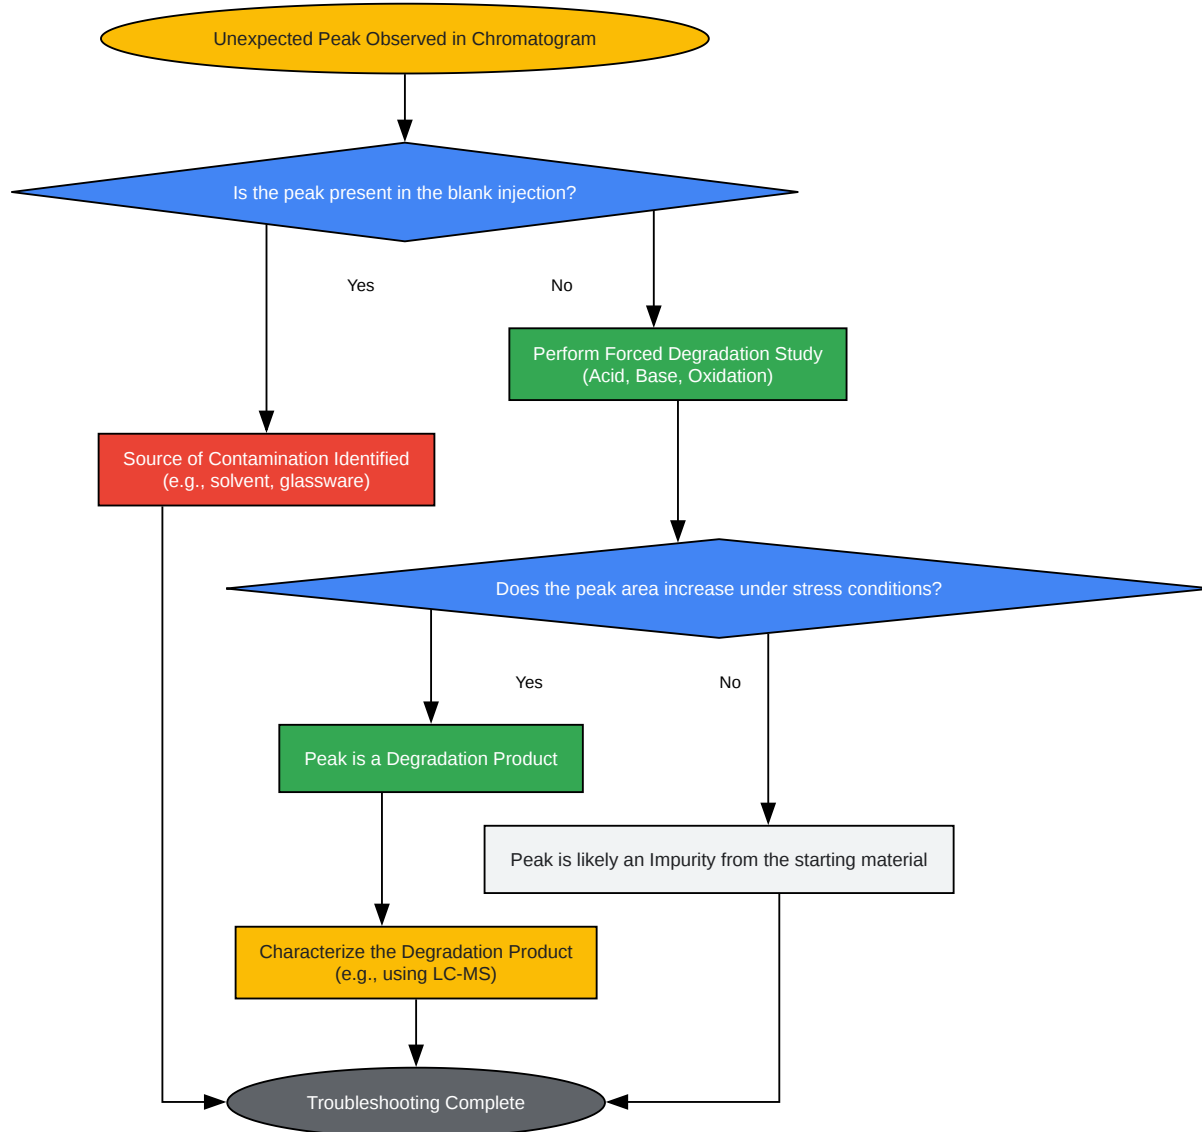 Unexpected Peak Observed in Chromatogram
Is the peak present in the blank injection?
Yes
No
Perform Forced Degradation Study
(Acid, Base, Oxidation)
Source of Contamination Identified
(e.g., solvent, glassware)
Does the peak area increase under stress conditions?
Yes
No
Peak is a Degradation Product
Peak is likely an Impurity from the starting material
Characterize the Degradation Product
(e.g., using LC-MS)
Troubleshooting Complete